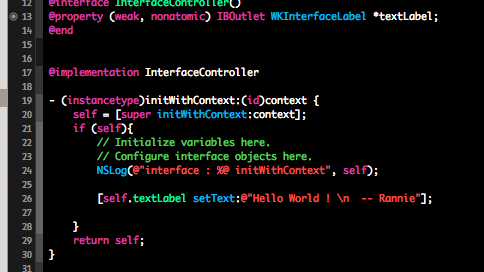 12 @interface InterfaceController()
13 @property (weak, nonatomic) IBOutlet WKInterfaceLabel *textLabel;
14 @end
15
16
17 @implementation InterfaceController
18
19 - (instancetype)initWithContext:(id)context {
20 self = [super initWithContext:context];
21 if (self){
22 // Initialize variables here.
23 // Configure interface objects here.
24 NSLog(@"interface : %@ initWithContext", self);
25
26 [self.textLabel setText:@"Hello World ! \n -- Rannie"];
27
28 }
29 return self;
30 }
31